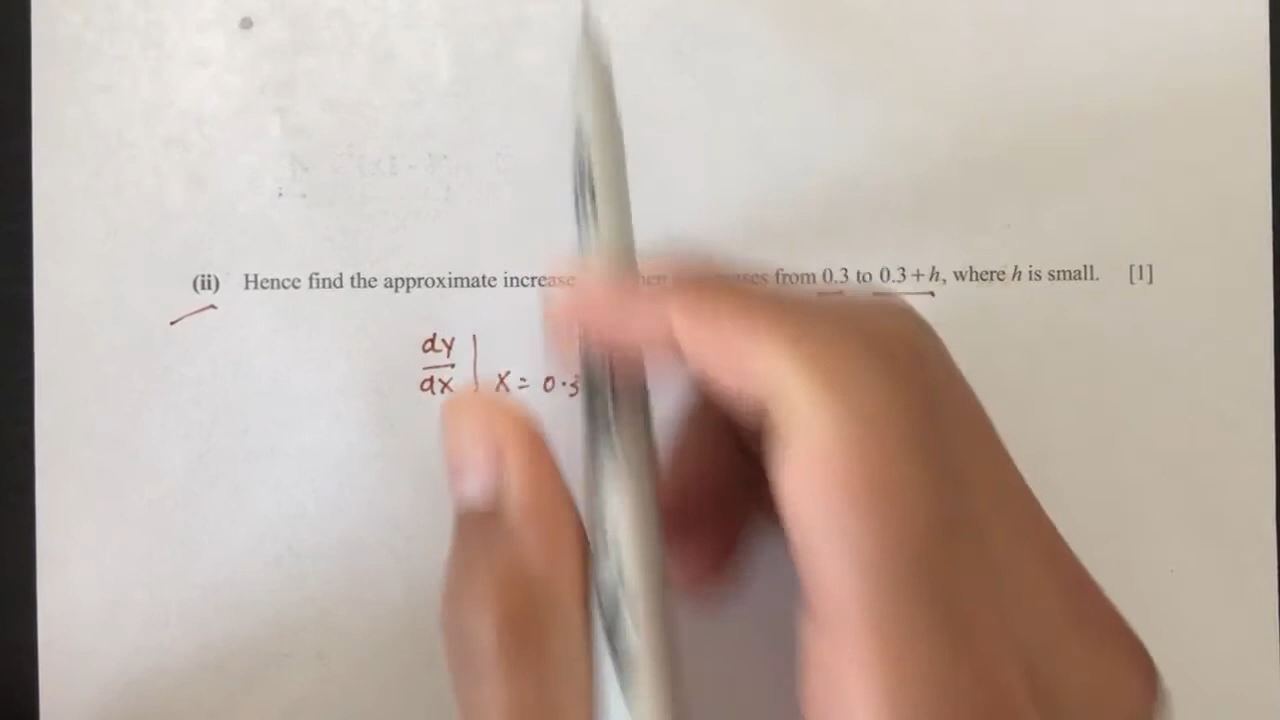 (ii) Hence find the approximate increase from 0.3 to 0.3 + h, where h is small. [1]
dy
dx
x = 0.3